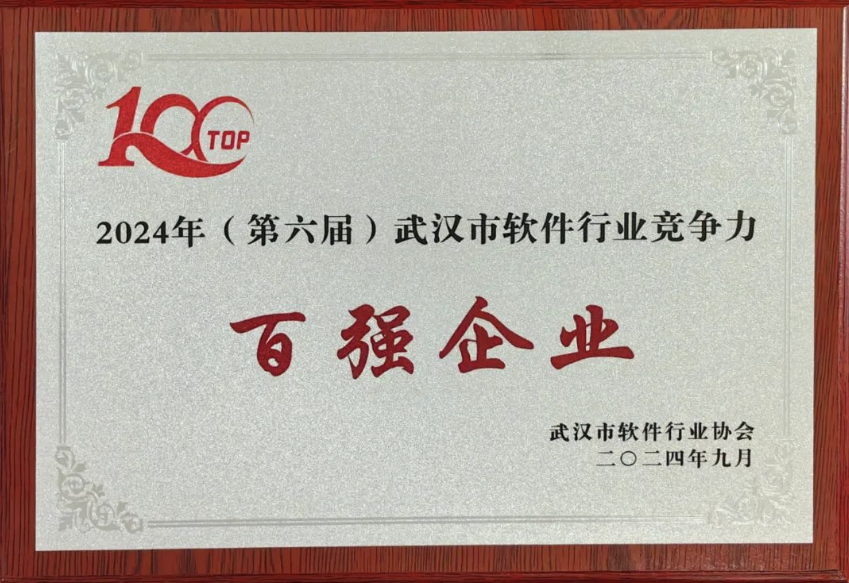 100 TOP
2024年（第六届）武汉市软件行业竞争力
百强企业
武汉市软件行业协会
二〇二四年九月